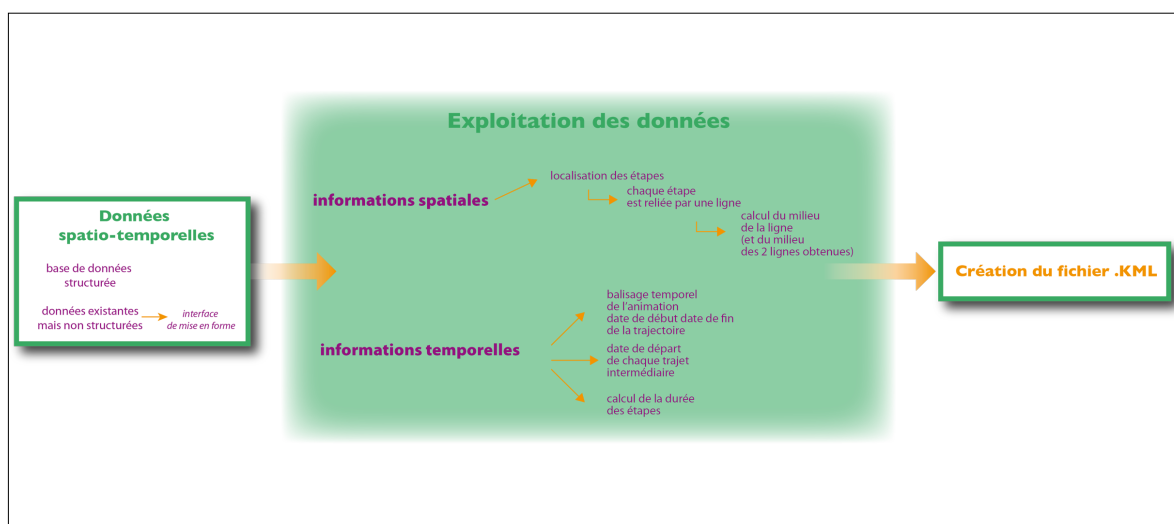 Données
spatio-temporelles
base de données
structurée
données existantes
mais non structurées
interface
de mise en forme
Exploitation des données
informations spatiales
localisation des étapes
chaque étape
est reliée par une ligne
calcul du milieu
de la ligne
(et du milieu
des 2 lignes obtenues)
informations temporelles
balisage temporel
de l'animation
date de début date de fin
de la trajectoire
date de départ
de chaque trajet
intermédiaire
calcul de la durée
des étapes
Création du fichier .KML